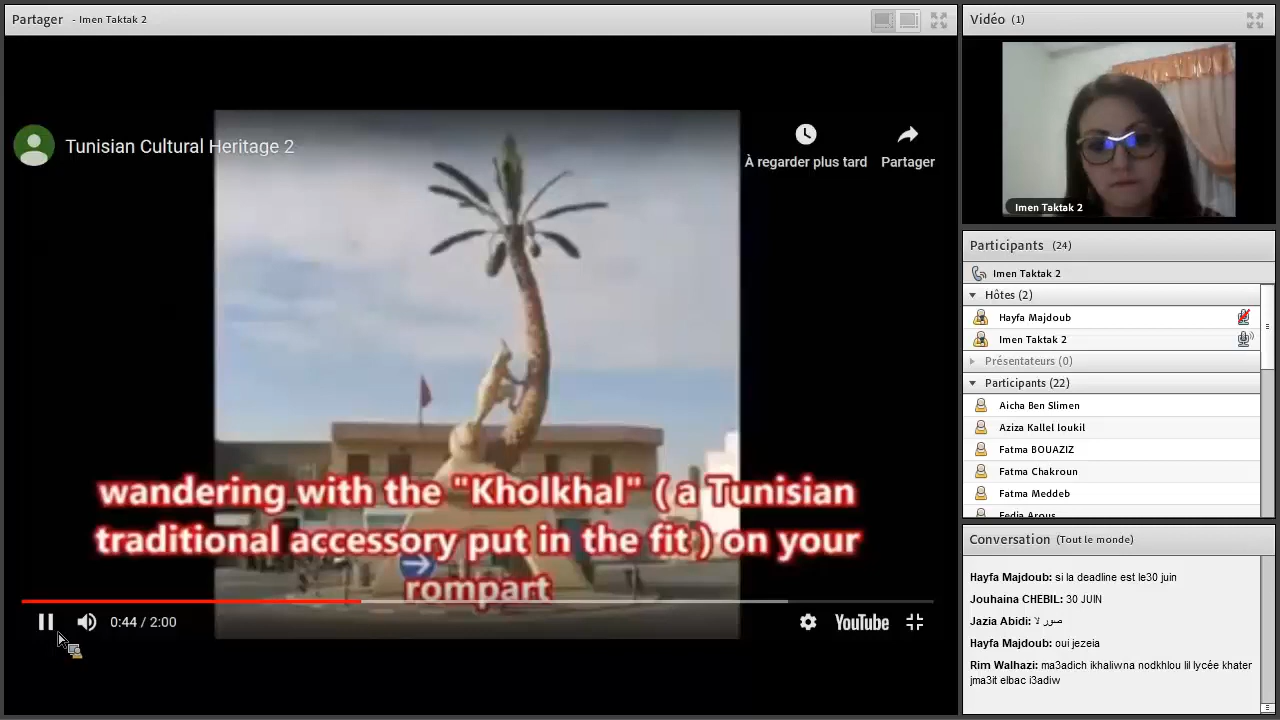 Partager - Imen Taktak 2
Tunisian Cultural Heritage 2
À regarder plus tard
Partager
wandering with the "Kholkhal" ( a Tunisian
traditional accessory put in the fit ) on your
rompart
0:44 / 2:00
YouTube
Vidéo (1)
Imen Taktak 2
Participants (24)
Imen Taktak 2
Hôtes (2)
Hayfa Majdoub
Imen Taktak 2
Présentateurs (0)
Participants (22)
Aicha Ben Slimen
Aziza Kallel loukil
Fatma BOUAZIZ
Fatma Chakroun
Fatma Meddeb
Fedia Arous
Conversation (Tout le monde)
Hayfa Majdoub: si la deadline est le30 juin
Jouhaina CHEBIL: 30 JUIN
Jazia Abidi: صور لا
Hayfa Majdoub: oui jezeia
Rim Walhazi: ma3adich ikhaliwna nodkhlou lil lycée khater
jma3it elbac i3adiw